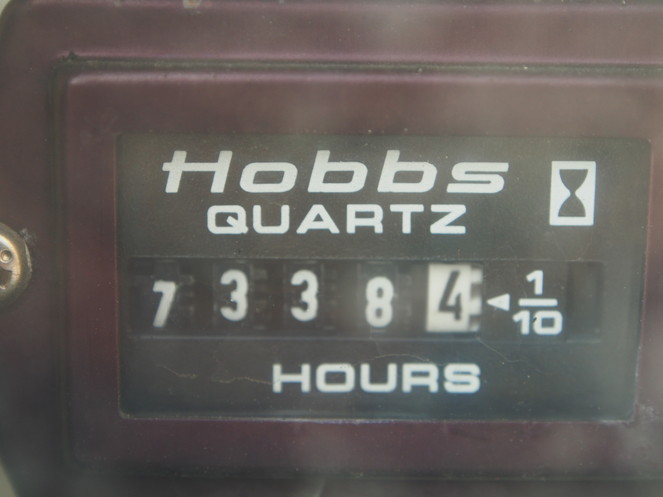 Hobbs
QUARTZ
7 3 3 8 4 ◄ 1/10
HOURS